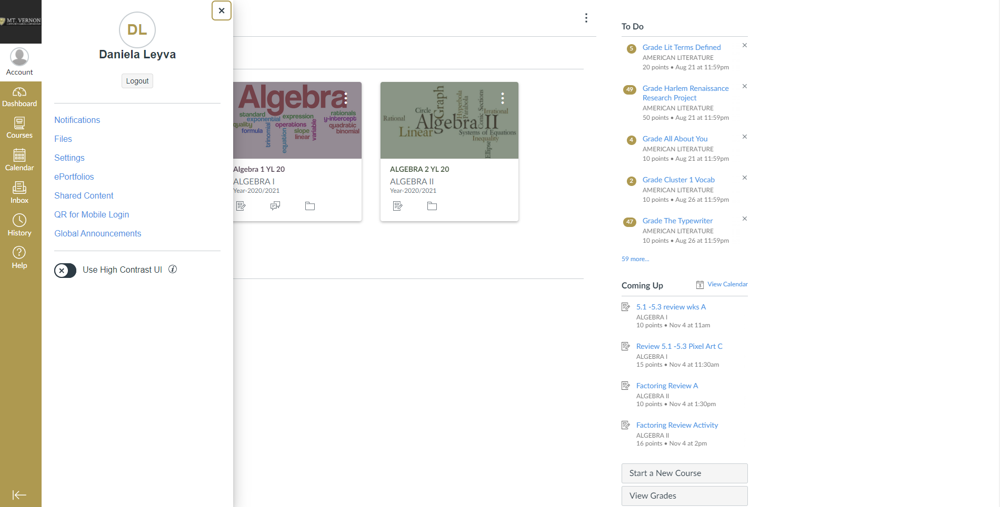 MT. VERNON
COMMUNITY SCHOOL CORPORATION
Account
Dashboard
Courses
Calendar
Inbox
History
Help
DL
Daniela Leyva
Logout
Notifications
Files
Settings
ePortfolios
Shared Content
QR for Mobile Login
Global Announcements
Use High Contrast UI
Algebra
standard
expression
rationals
exponential
y-intercept
quality
operations
variable
quadratic
formula
trinomial
equation
slope
binomial
linear
Algebra 1 YL 20
ALGEBRA I
Year-2020/2021
Circle
Graph
Hyperbola
Parabola
Conic Sections
Irrational
Rational
Algebra II
Linear
Systems of Equations
Inequality
Ellipse
ALGEBRA 2 YL 20
ALGEBRA II
Year-2020/2021
To Do
5
Grade Lit Terms Defined
AMERICAN LITERATURE
20 points • Aug 21 at 11:59pm
49
Grade Harlem Renaissance
Research Project
AMERICAN LITERATURE
50 points • Aug 21 at 11:59pm
4
Grade All About You
AMERICAN LITERATURE
10 points • Aug 21 at 11:59pm
2
Grade Cluster 1 Vocab
AMERICAN LITERATURE
10 points • Aug 26 at 11:59pm
47
Grade The Typewriter
AMERICAN LITERATURE
10 points • Aug 26 at 11:59pm
59 more...
Coming Up
3
View Calendar
5.1 -5.3 review wks A
ALGEBRA I
10 points • Nov 4 at 11am
Review 5.1 -5.3 Pixel Art C
ALGEBRA I
15 points • Nov 4 at 11:30am
Factoring Review A
ALGEBRA II
10 points • Nov 4 at 1:30pm
Factoring Review Activity
ALGEBRA II
16 points • Nov 4 at 2pm
Start a New Course
View Grades